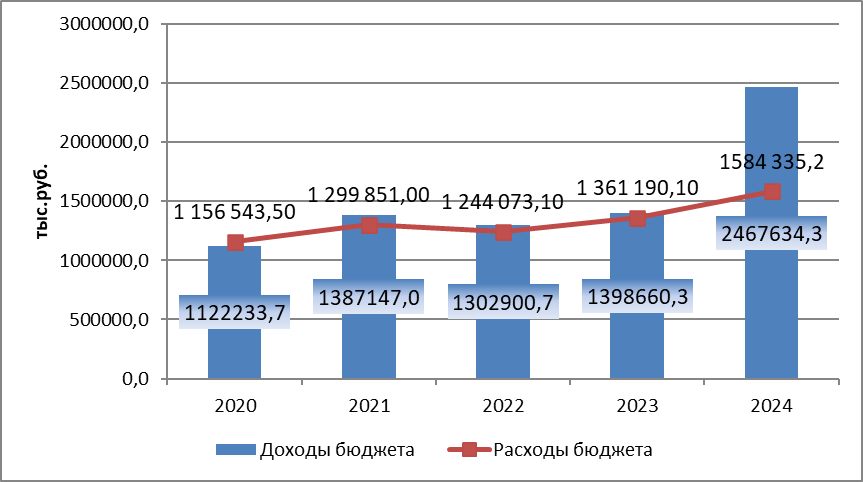 3000000,0
2500000,0
2000000,0
1500000,0
1000000,0
500000,0
0,0
тыс.руб.
1 156 543,50
1 299 851,00
1 244 073,10
1 361 190,10
1584 335,2
1122233,7
1387147,0
1302900,7
1398660,3
2467634,3
2020 2021 2022 2023 2024
Доходы бюджета Расходы бюджета